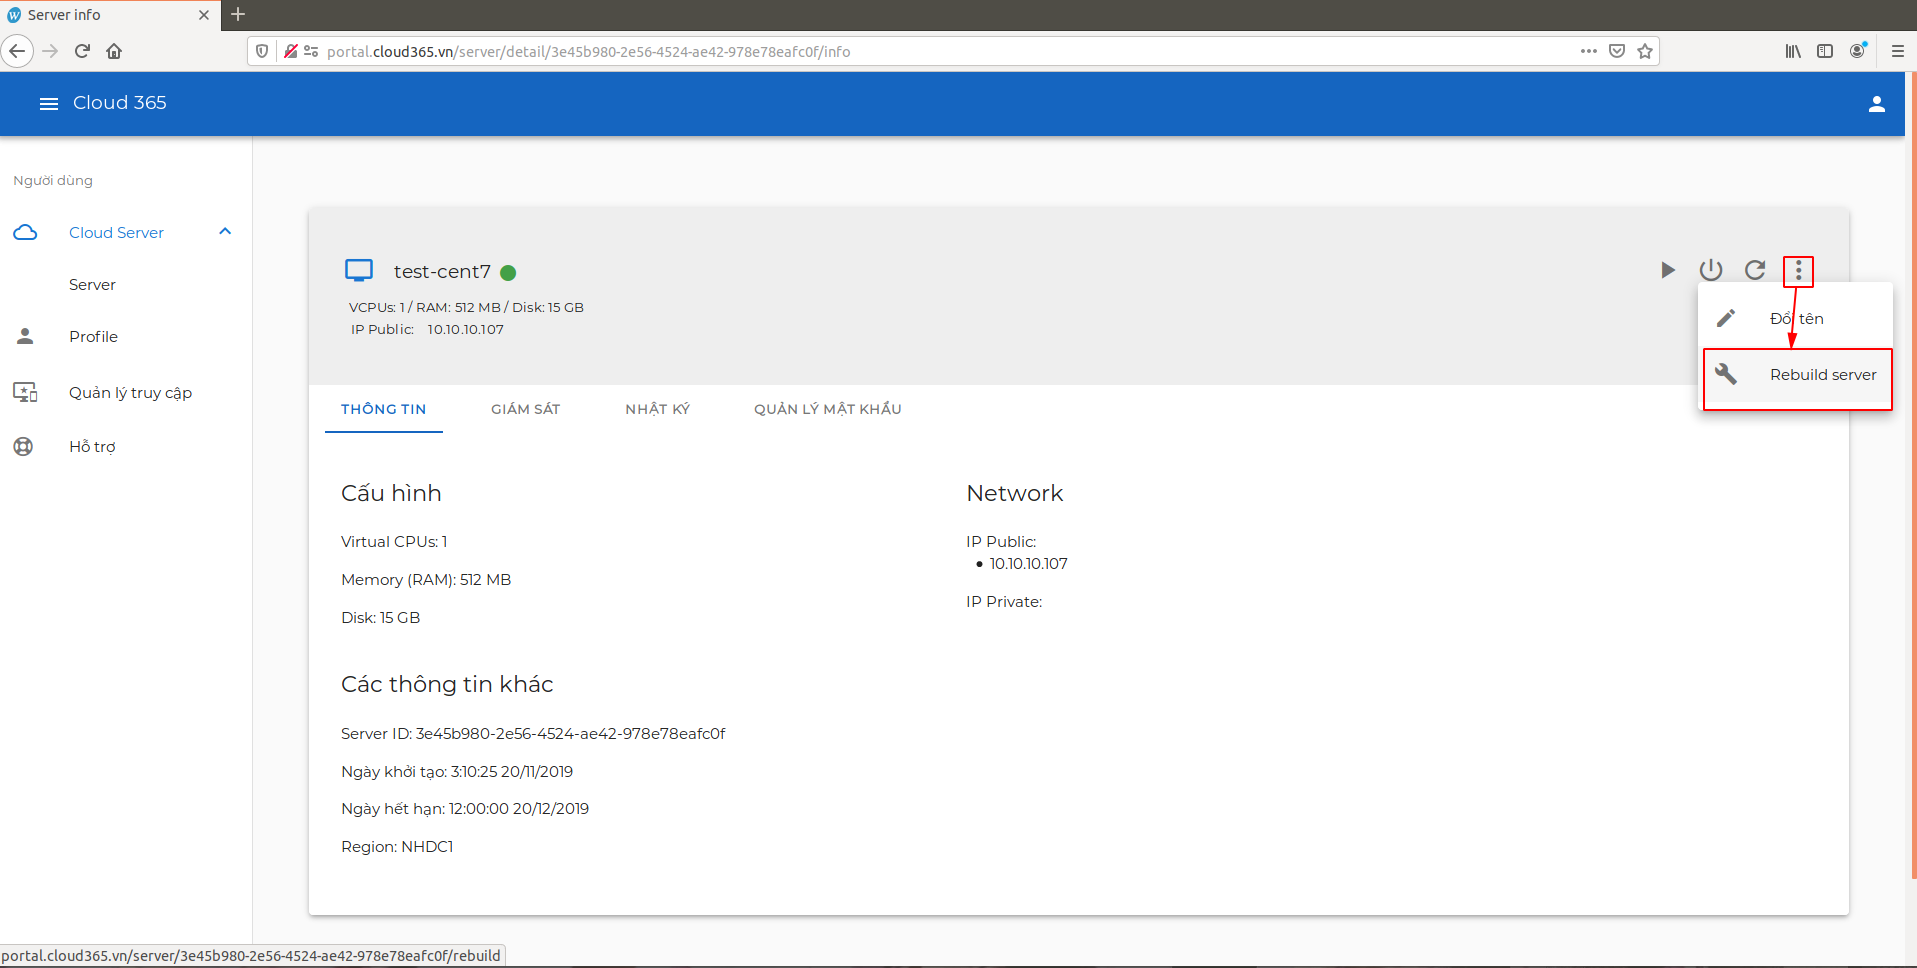 Server info
portal.cloud365.vn/server/detail/3e45b980-2e56-4524-ae42-978e78eafc0f/info
Cloud 365
Người dùng
Cloud Server
Server
Profile
Quản lý truy cập
Hỗ trợ
test-cent7
VCPUs: 1 / RAM: 512 MB / Disk: 15 GB
IP Public: 10.10.10.107
Đổi tên
Rebuild server
THÔNG TIN
GIÁM SÁT
NHẬT KÝ
QUẢN LÝ MẬT KHẨU
Cấu hình
Virtual CPUs: 1
Memory (RAM): 512 MB
Disk: 15 GB
Network
IP Public:
10.10.10.107
IP Private:
Các thông tin khác
Server ID: 3e45b980-2e56-4524-ae42-978e78eafc0f
Ngày khởi tạo: 3:10:25 20/11/2019
Ngày hết hạn: 12:00:00 20/12/2019
Region: NHDC1
portal.cloud365.vn/server/3e45b980-2e56-4524-ae42-978e78eafc0f/rebuild